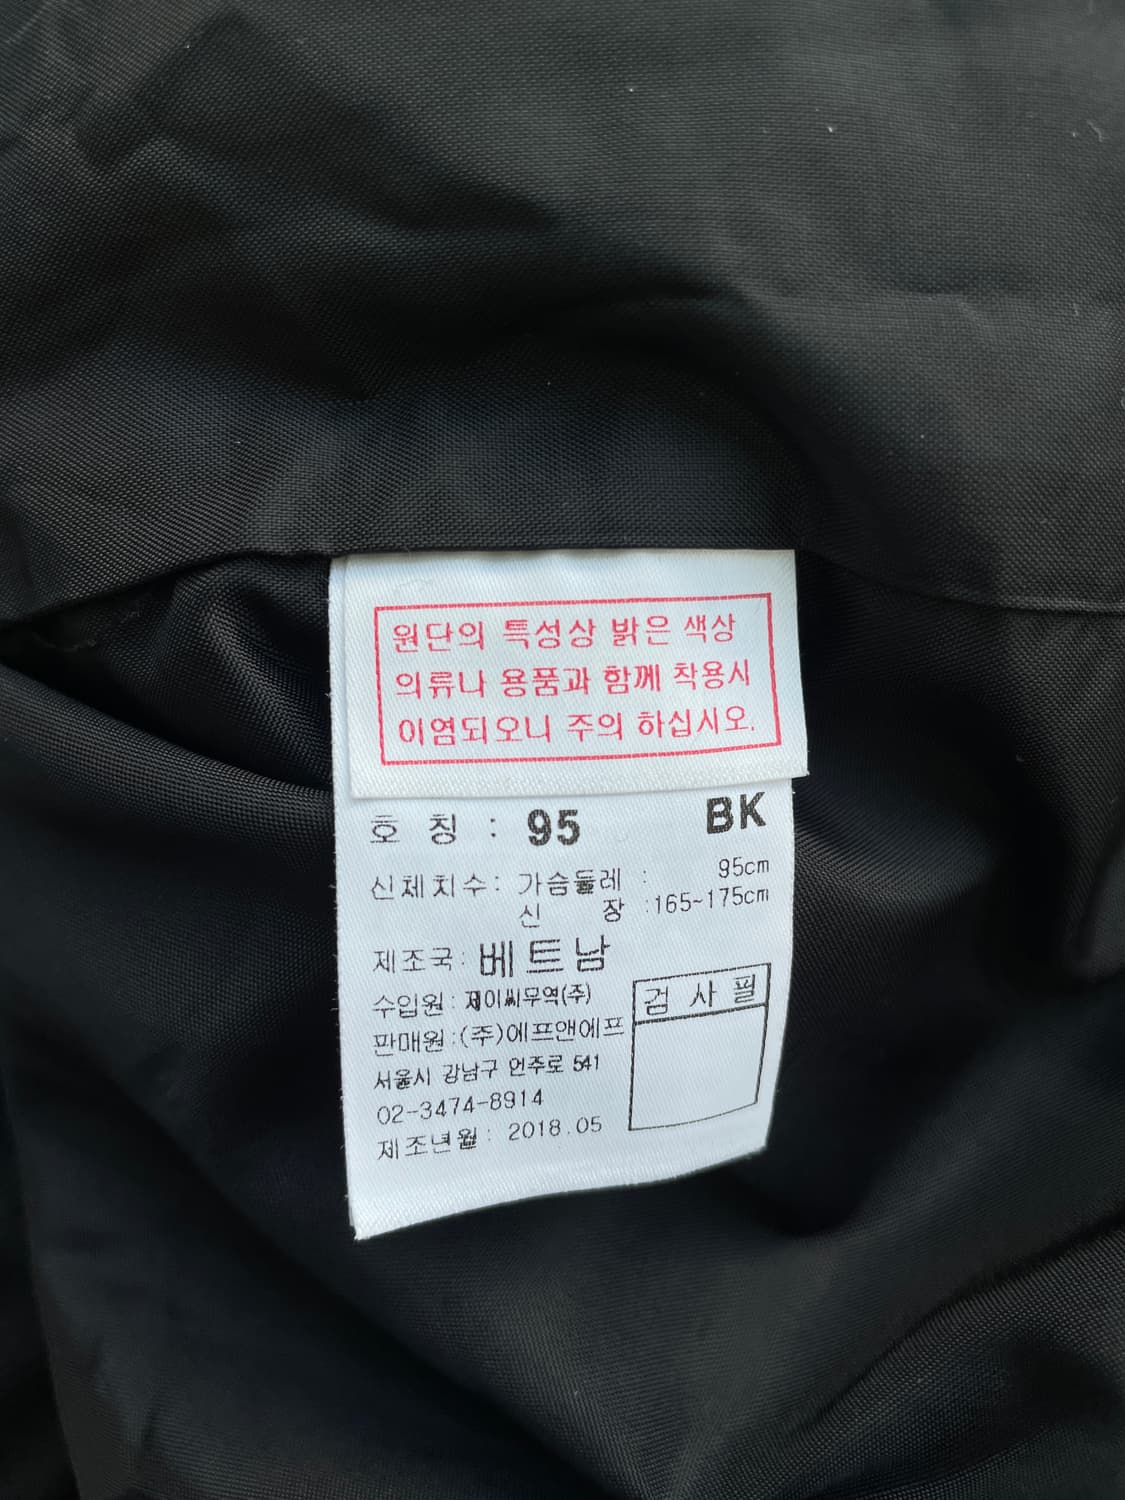 원단의 특성상 밝은 색상
의류나 용품과 함께 착용시
이염되오니 주의 하십시오.
호 칭 : 95 BK
신체치수: 가슴둘레 : 95cm
신 장 :165~175cm
제조국: 베트남
수입원 : 제이씨무역(주)
판매원 :(주)에프앤에프
서울시 강남구 언주로 541
02-3474-8914
제조년월 : 2018.05
검 사 필